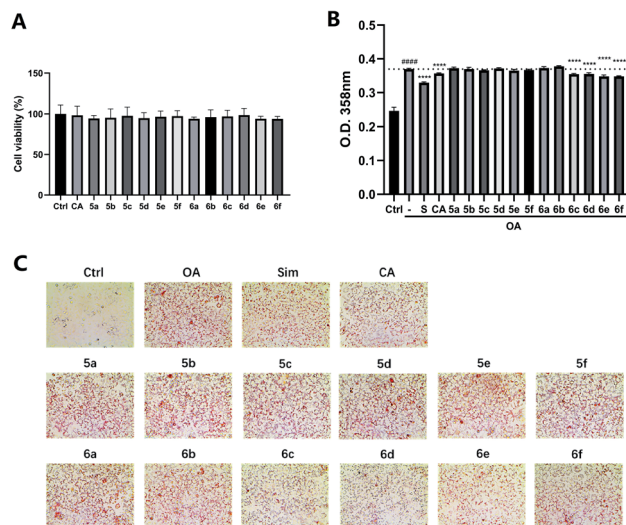 A
Cell viability (%)
150
100
50
0
Ctrl CA 5a 5b 5c 5d 5e 5f 6a 6b 6c 6d 6e 6f
B
O.D. 358nm
0.5
0.4
0.3
0.2
0.1
0.0
#### **** **** **** **** **** ****
Ctrl - S CA 5a 5b 5c 5d 5e 5f 6a 6b 6c 6d 6e 6f
OA
C
Ctrl OA Sim CA
5a 5b 5c 5d 5e 5f
6a 6b 6c 6d 6e 6f